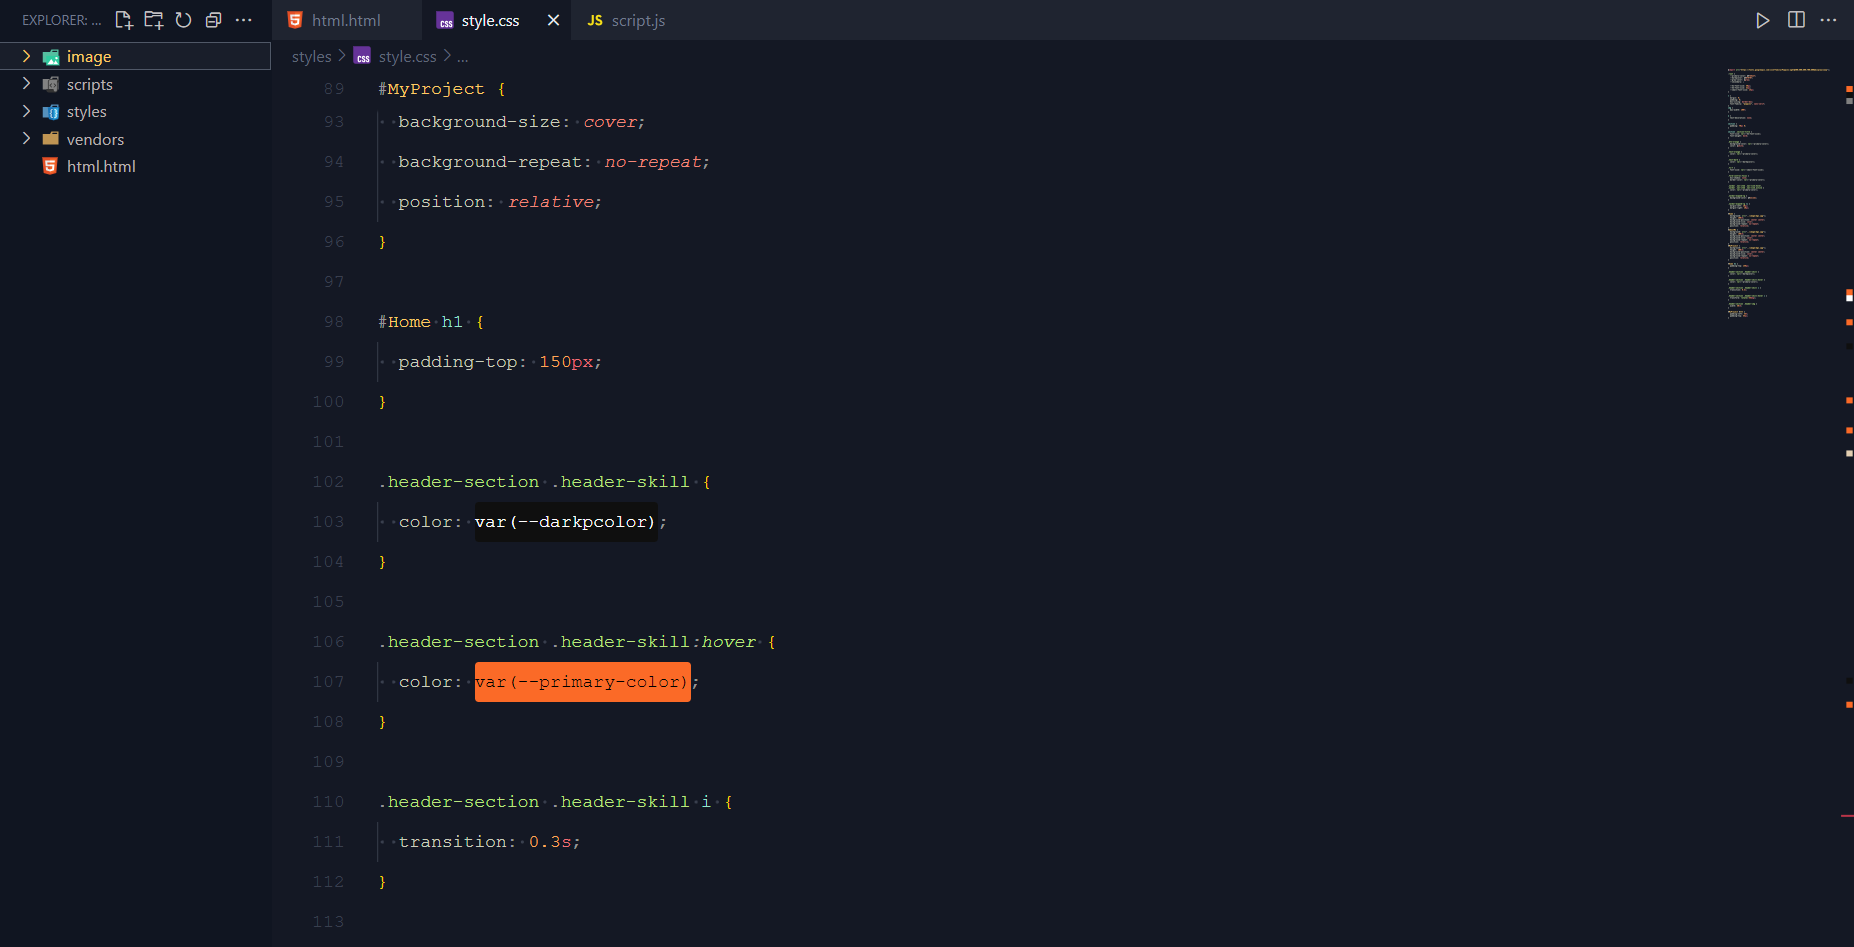 EXPLORER: ...
image
scripts
styles
vendors
html.html
html.html
style.css
JS script.js
styles > style.css > ...
89 #MyProject {
93 background-size: cover;
94 background-repeat: no-repeat;
95 position: relative;
96 }
97
98 #Home h1 {
99 padding-top: 150px;
100 }
101
102 .header-section .header-skill {
103 color: var(--darkpcolor);
104 }
105
106 .header-section .header-skill:hover {
107 color: var(--primary-color);
108 }
109
110 .header-section .header-skill i {
111 transition: 0.3s;
112 }
113